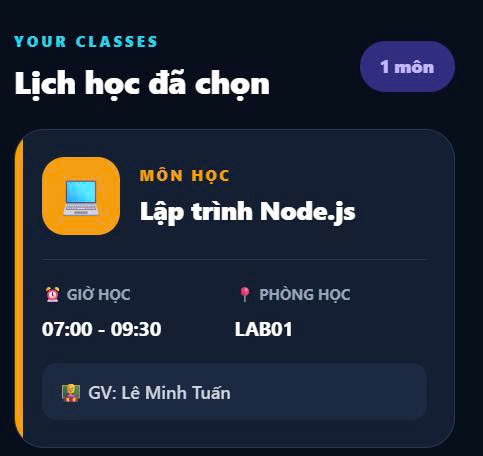 YOUR CLASSES
Lịch học đã chọn
1 môn
MÔN HỌC
Lập trình Node.js
GIỜ HỌC
PHÒNG HỌC
07:00 - 09:30
LAB01
GV: Lê Minh Tuấn